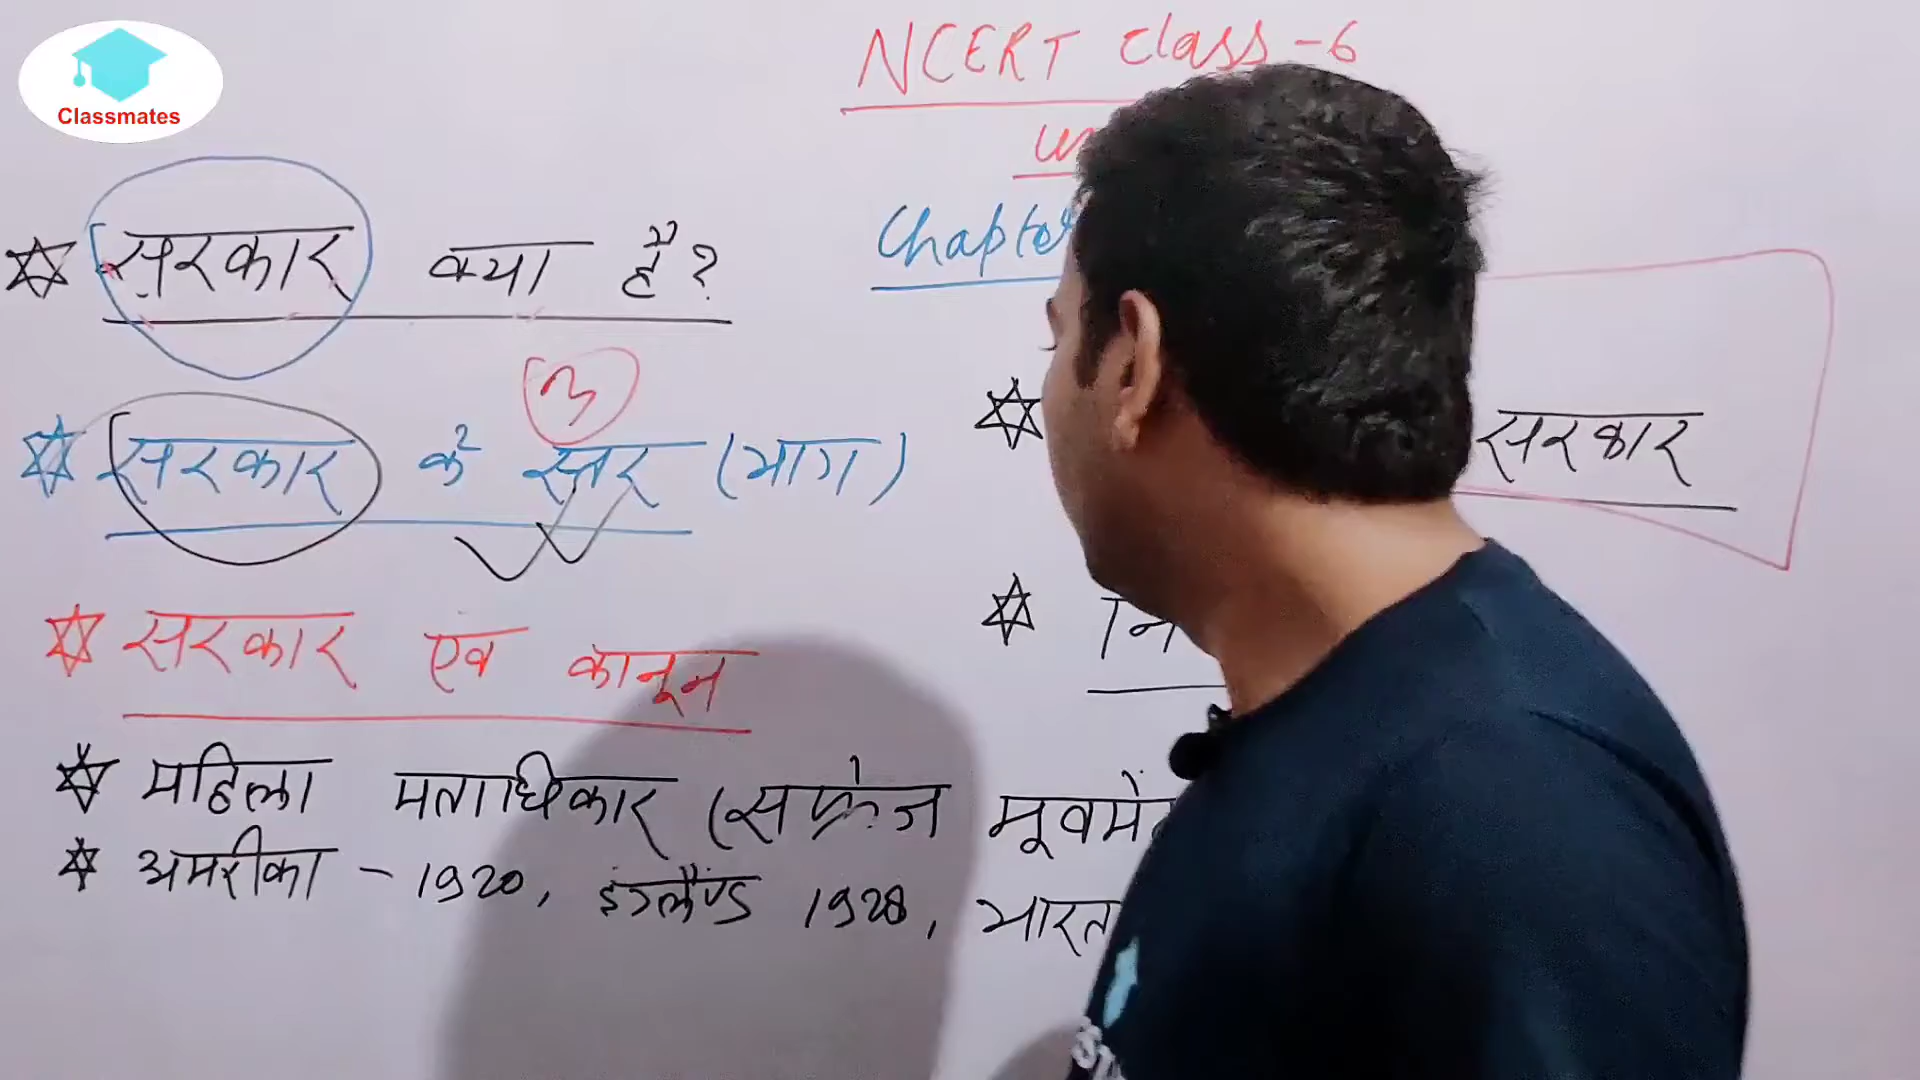 Classmates
NCERT class-6
Chapter
सरकार क्या है?
3
सरकार के स्तर (भाग)
सरकार
सरकार एवं कानून
महिला मताधिकार (सफ्रेज मूवमेंट
अमरीका - 1920, इंग्लैण्ड 1928, भारत